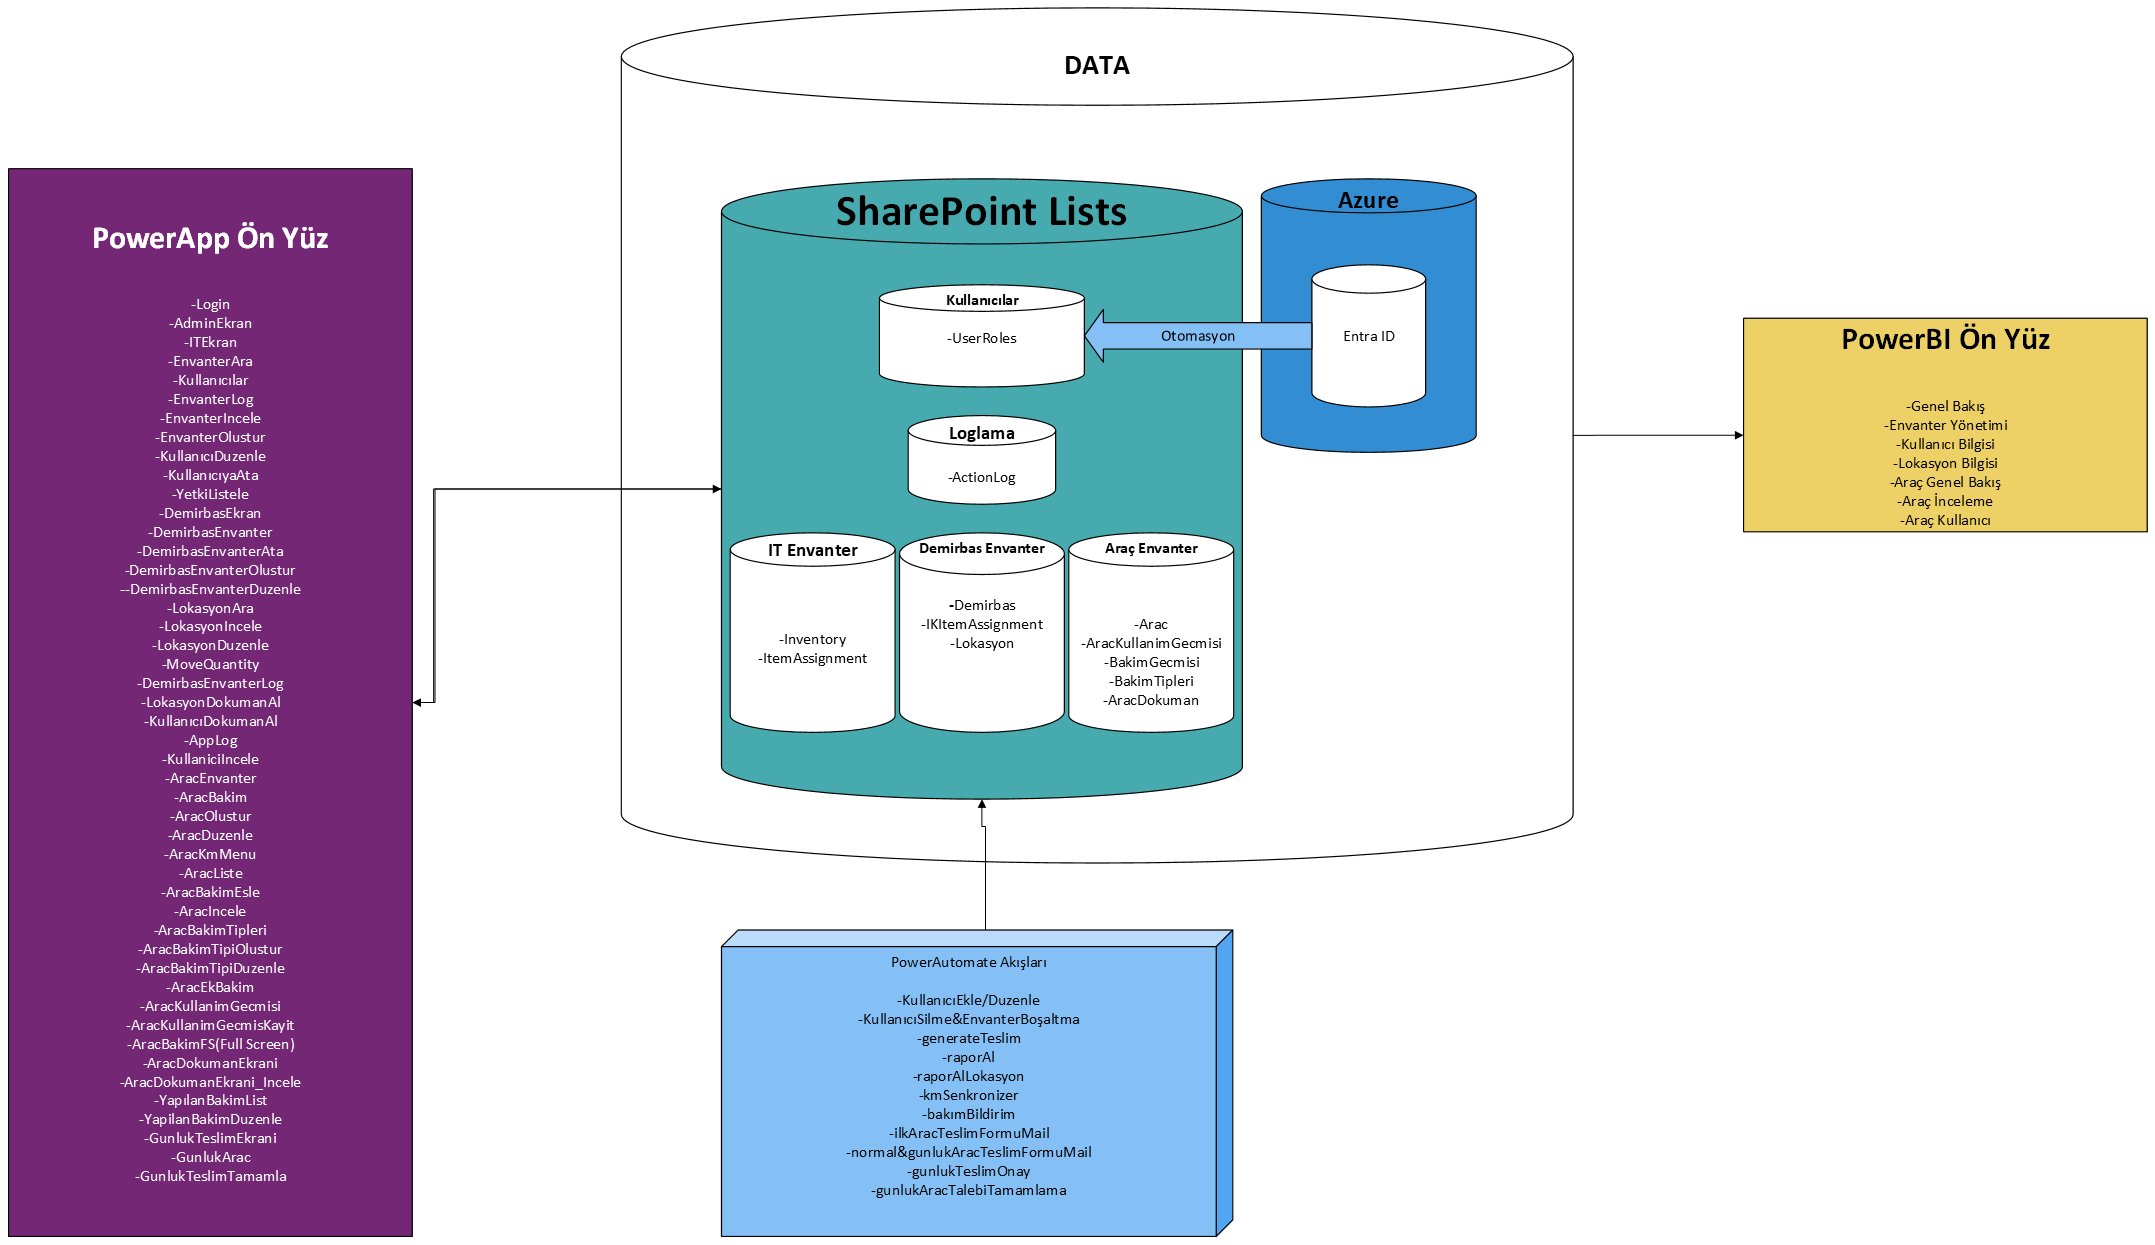 DATA
PowerApp Ön Yüz
-Login
-AdminEkran
-ITEkran
-EnvanterAra
-Kullanıcılar
-EnvanterLog
-EnvanterIncele
-EnvanterOlustur
-KullanıcıDuzenle
-KullanıcıyaAta
-YetkiListele
-DemirbasEkran
-DemirbasEnvanter
-DemirbasEnvanterAta
-DemirbasEnvanterOlustur
--DemirbasEnvanterDuzenle
-LokasyonAra
-LokasyonIncele
-LokasyonDuzenle
-MoveQuantity
-DemirbasEnvanterLog
-LokasyonDokumanAl
-KullanıcıDokumanAl
-AppLog
-KullaniciIncele
-AracEnvanter
-AracBakim
-AracOlustur
-AracDuzenle
-AracKmMenu
-AracListe
-AracBakimEsle
-AracIncele
-AracBakimTipleri
-AracBakimTipiOlustur
-AracBakimTipiDuzenle
-AracEkBakim
-AracKullanimGecmisi
-AracKullanimGecmisKayit
-AracBakimFS(Full Screen)
-AracDokumanEkrani
-AracDokumanEkrani_Incele
-YapılanBakimList
-YapilanBakimDuzenle
-GunlukTeslimEkrani
-GunlukArac
-GunlukTeslimTamamla
SharePoint Lists
Kullanıcılar
-UserRoles
Otomasyon
Azure
Entra ID
Loglama
-ActionLog
IT Envanter
-Inventory
-ItemAssignment
Demirbas Envanter
-Demirbas
-IKItemAssignment
-Lokasyon
Araç Envanter
-Arac
-AracKullanimGecmisi
-BakimGecmisi
-BakimTipleri
-AracDokuman
PowerBI Ön Yüz
-Genel Bakış
-Envanter Yönetimi
-Kullanıcı Bilgisi
-Lokasyon Bilgisi
-Araç Genel Bakış
-Araç İnceleme
-Araç Kullanıcı
PowerAutomate Akışları
-KullanıcıEkle/Duzenle
-KullanıcıSilme&EnvanterBoşaltma
-generateTeslim
-raporAl
-raporAlLokasyon
-kmSenkronizer
-bakımBildirim
-ilkAracTeslimFormuMail
-normal&gunlukAracTeslimFormuMail
-gunlukTeslimOnay
-gunlukAracTalebiTamamlama